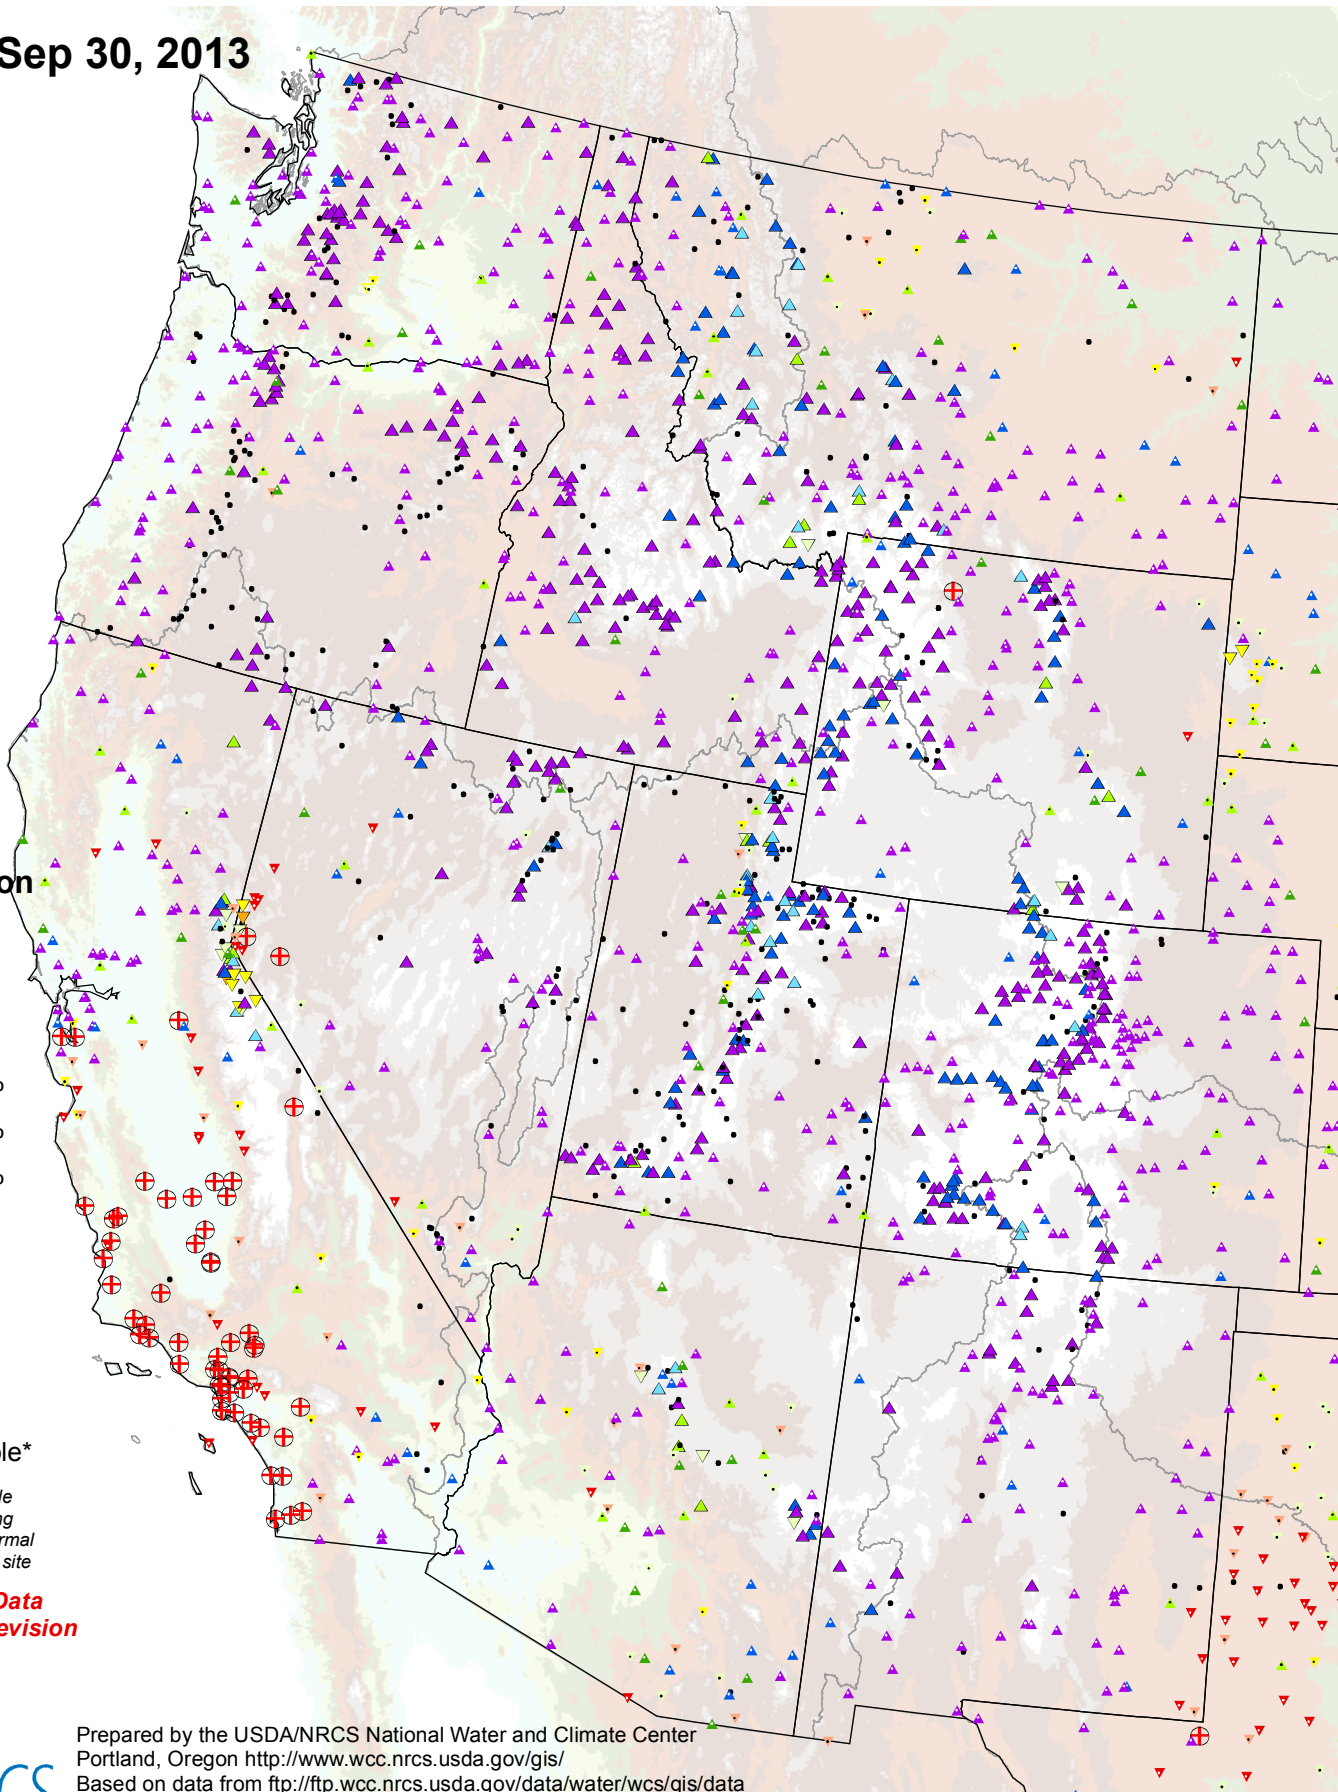 Sep 30, 2013
on
le*
le
ng
rmal
site
Data
evision
Prepared by the USDA/NRCS National Water and Climate Center
Portland, Oregon http://www.wcc.nrcs.usda.gov/gis/
CS
Based on data from ftp://ftp.wcc.nrcs.usda.gov/data/water/wcs/gis/data